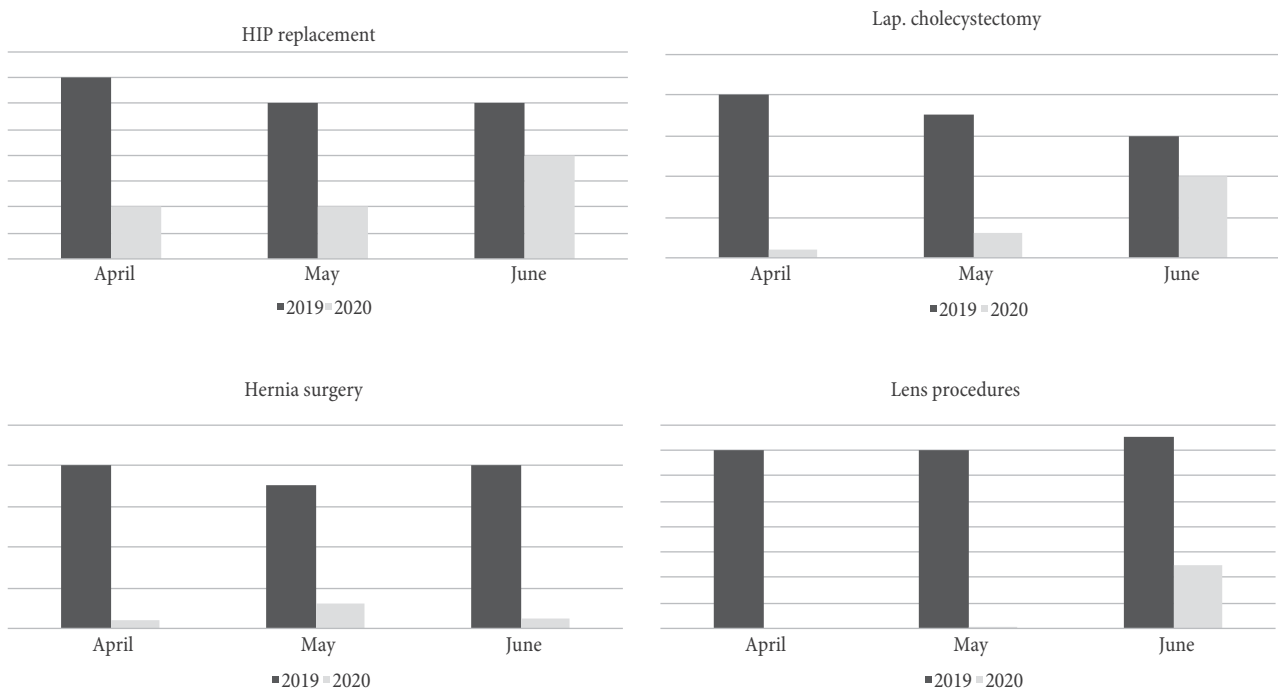 HIP replacement
April May June
2019 2020
Lap. cholecystectomy
April May June
2019 2020
Hernia surgery
April May June
2019 2020
Lens procedures
April May June
2019 2020